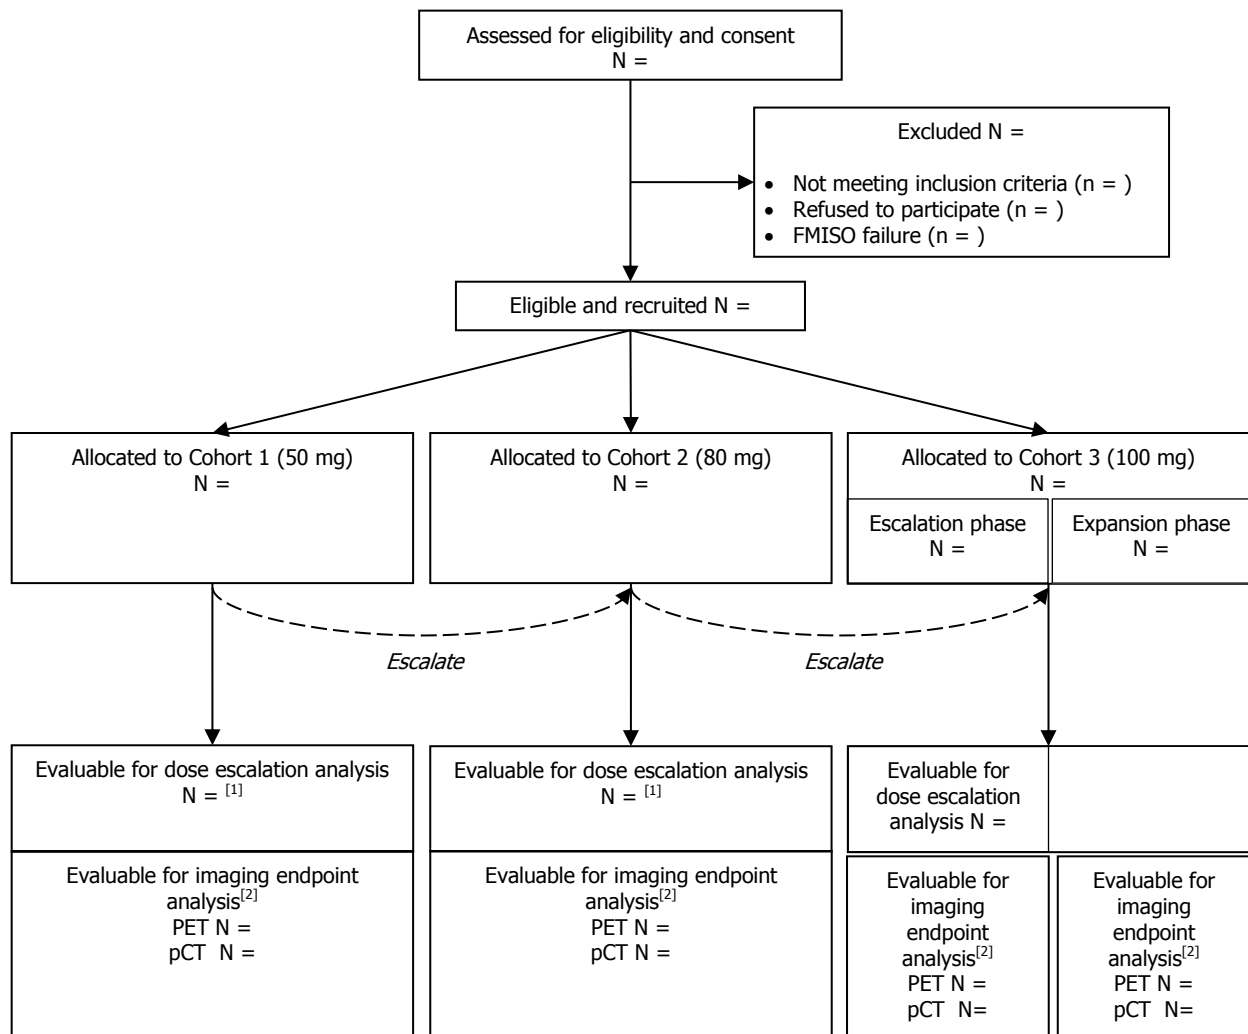 Assessed for eligibility and consent
N =
Excluded N =
• Not meeting inclusion criteria (n = )
• Refused to participate (n = )
• FMISO failure (n = )
Eligible and recruited N =
Allocated to Cohort 1 (50 mg)
N =
Allocated to Cohort 2 (80 mg)
N =
Allocated to Cohort 3 (100 mg)
N =
Escalation phase
N =
Expansion phase
N =
Escalate
Escalate
Evaluable for dose escalation analysis
N = [1]
Evaluable for dose escalation analysis
N = [1]
Evaluable for
dose escalation
analysis N =
Evaluable for imaging endpoint
analysis[2]
PET N =
pCT N =
Evaluable for imaging endpoint
analysis[2]
PET N =
pCT N =
Evaluable for
imaging
endpoint
analysis[2]
PET N =
pCT N=
Evaluable for
imaging
endpoint
analysis[2]
PET N =
pCT N=